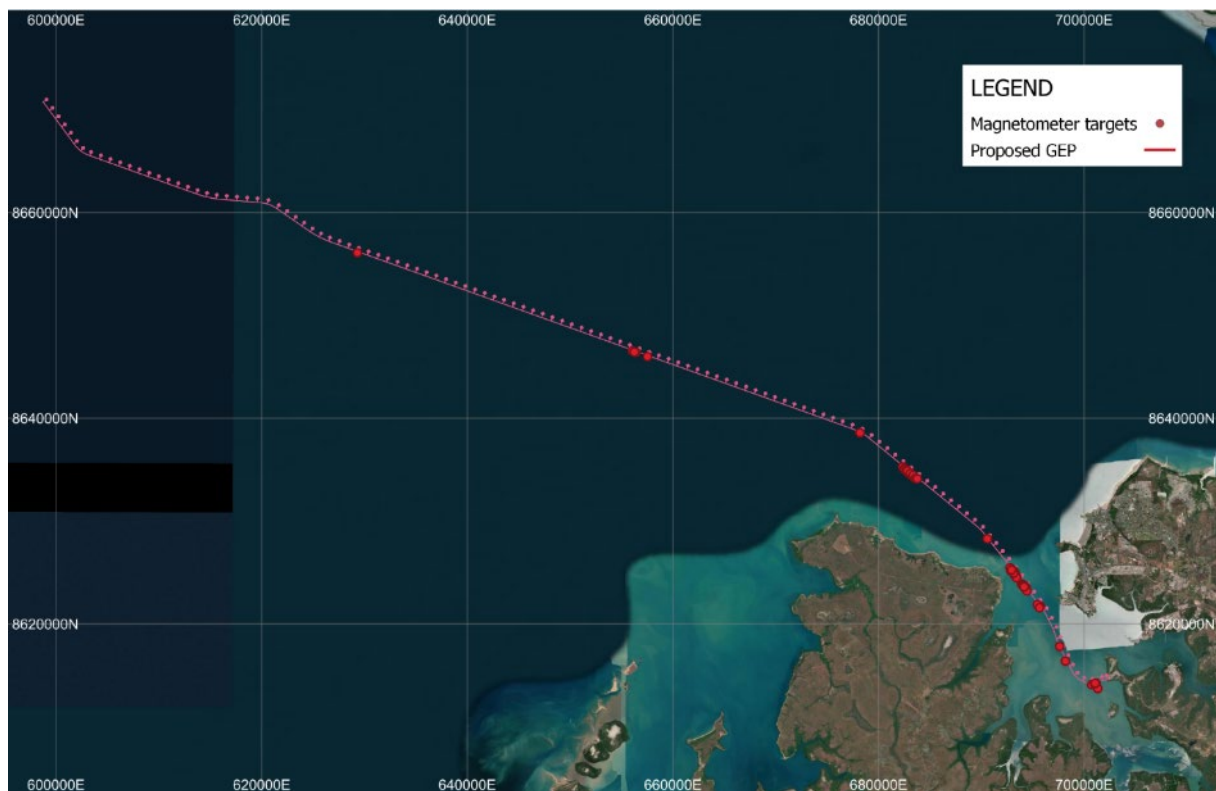 600000E 620000E 640000E 660000E 680000E 700000E
LEGEND
Magnetometer targets
Proposed GEP
8660000N 8660000N
8640000N 8640000N
8620000N 8620000N
600000E 620000E 640000E 660000E 680000E 700000E